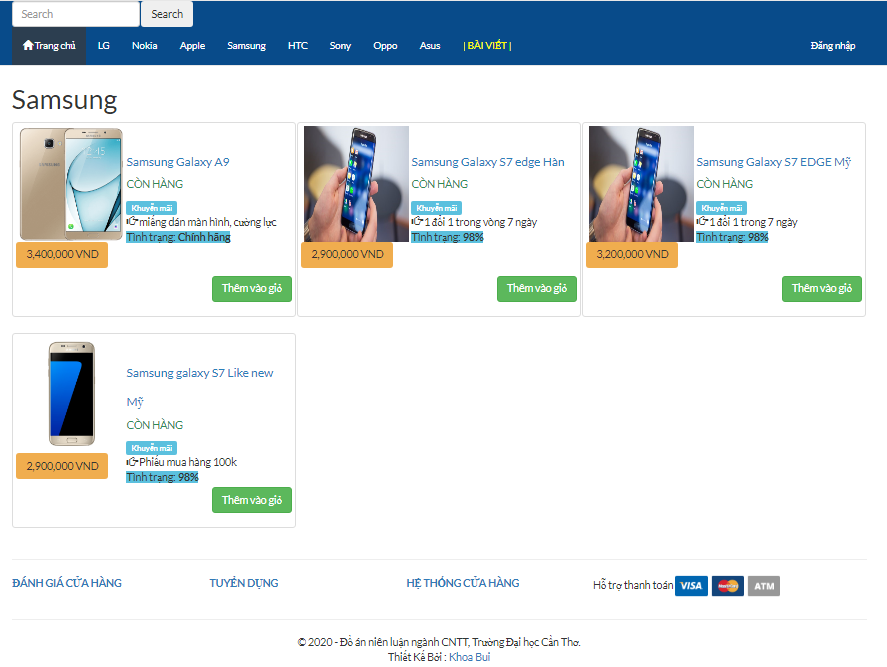 Search Search
Trang chủ LG Nokia Apple Samsung HTC Sony Oppo Asus | BÀI VIẾT | Đăng nhập
Samsung
Samsung Galaxy A9
CÒN HÀNG
Khuyến mãi
miếng dán màn hình, cường lực
Tình trạng: Chính hãng
3,400,000 VND
Thêm vào giỏ
Samsung Galaxy S7 edge Hàn
CÒN HÀNG
Khuyến mãi
1 đổi 1 trong vòng 7 ngày
Tình trạng: 98%
2,900,000 VND
Thêm vào giỏ
Samsung Galaxy S7 EDGE Mỹ
CÒN HÀNG
Khuyến mãi
1 đổi 1 trong 7 ngày
Tình trạng: 98%
3,200,000 VND
Thêm vào giỏ
Samsung galaxy S7 Like new
Mỹ
CÒN HÀNG
Khuyến mãi
Phiếu mua hàng 100k
Tình trạng: 98%
2,900,000 VND
Thêm vào giỏ
ĐÁNH GIÁ CỬA HÀNG TUYỂN DỤNG HỆ THỐNG CỬA HÀNG Hỗ trợ thanh toán VISA MasterCard ATM
© 2020 - Đồ án niên luận ngành CNTT, Trường Đại học Cần Thơ.
Thiết Kế Bởi : Khoa Bui